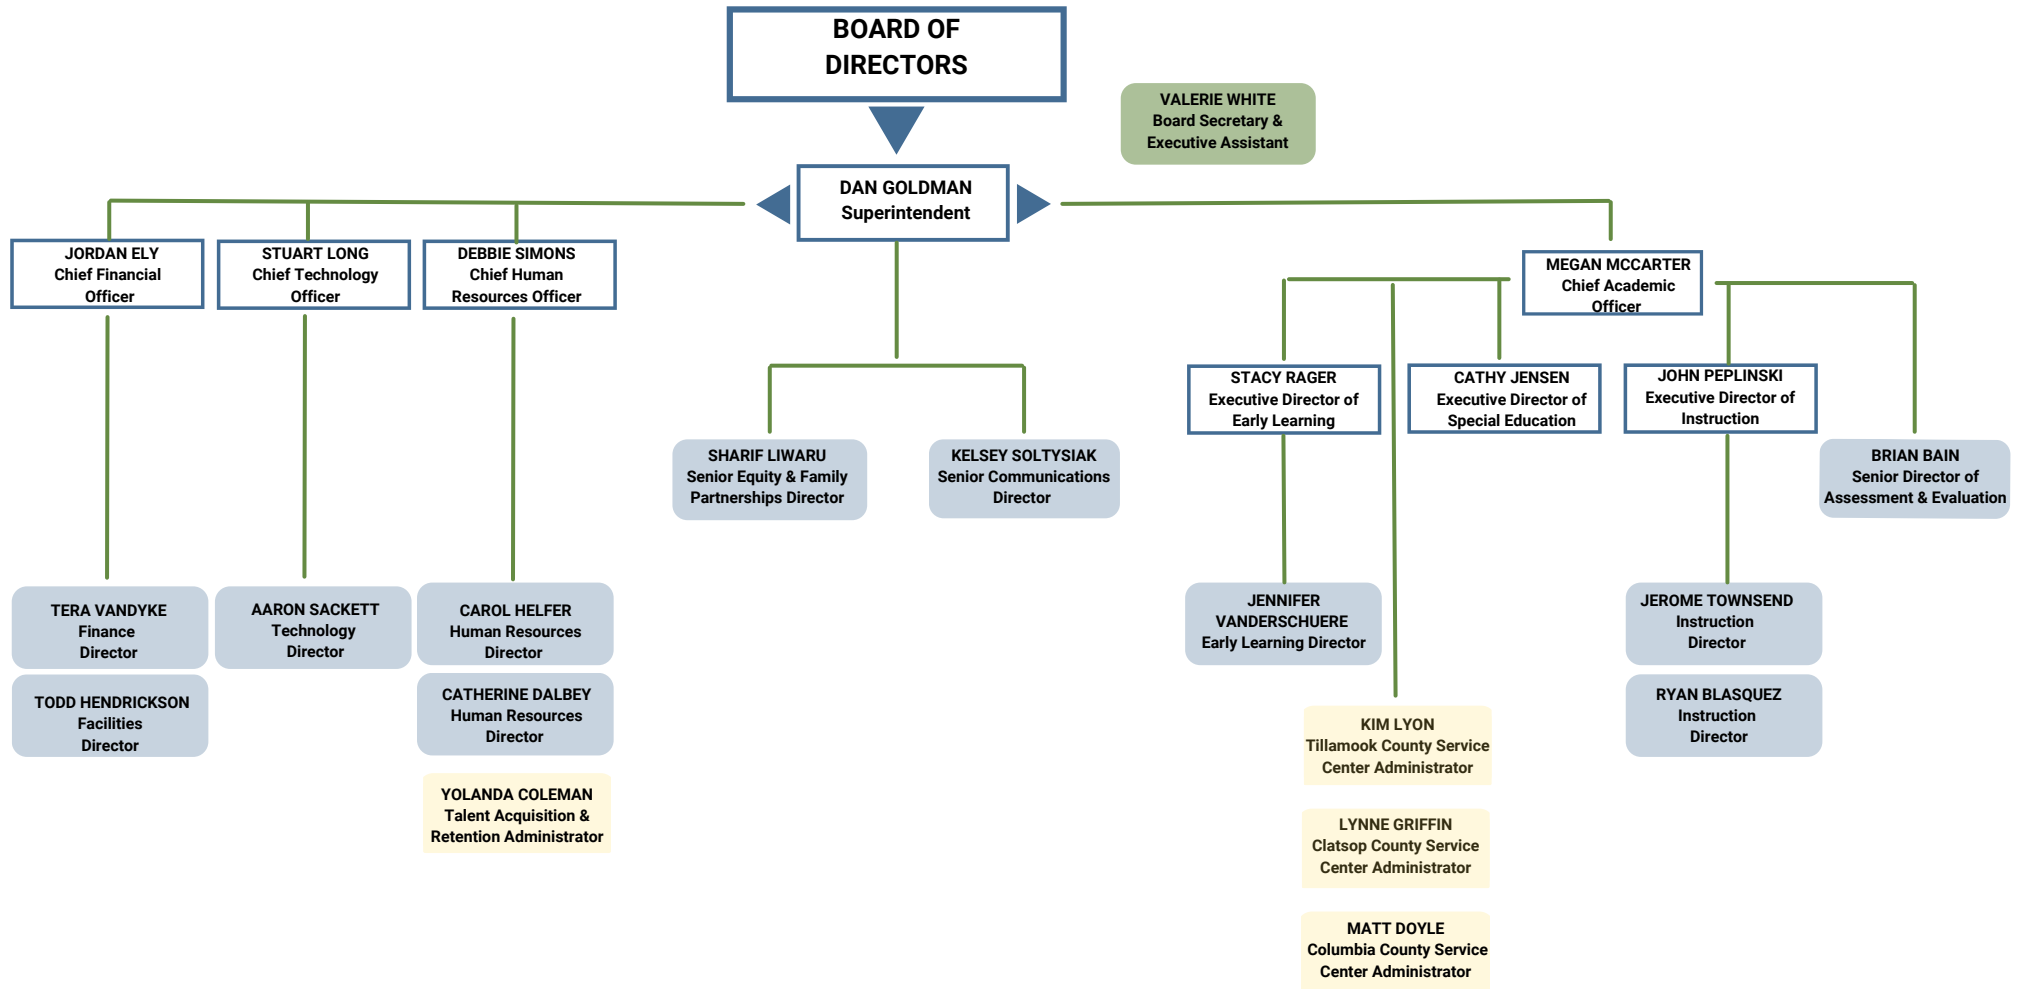 BOARD OF
DIRECTORS
VALERIE WHITE
Board Secretary &
Executive Assistant
DAN GOLDMAN
Superintendent
JORDAN ELY
Chief Financial
Officer
STUART LONG
Chief Technology
Officer
DEBBIE SIMONS
Chief Human
Resources Officer
MEGAN MCCARTER
Chief Academic
Officer
STACY RAGER
Executive Director of
Early Learning
CATHY JENSEN
Executive Director of
Special Education
JOHN PEPLINSKI
Executive Director of
Instruction
SHARIF LIWARU
Senior Equity & Family
Partnerships Director
KELSEY SOLTYSIAK
Senior Communications
Director
BRIAN BAIN
Senior Director of
Assessment & Evaluation
TERA VANDYKE
Finance
Director
AARON SACKETT
Technology
Director
CAROL HELFER
Human Resources
Director
JENNIFER
VANDERSCHUERE
Early Learning Director
JEROME TOWNSEND
Instruction
Director
TODD HENDRICKSON
Facilities
Director
CATHERINE DALBEY
Human Resources
Director
RYAN BLASQUEZ
Instruction
Director
KIM LYON
Tillamook County Service
Center Administrator
YOLANDA COLEMAN
Talent Acquisition &
Retention Administrator
LYNNE GRIFFIN
Clatsop County Service
Center Administrator
MATT DOYLE
Columbia County Service
Center Administrator